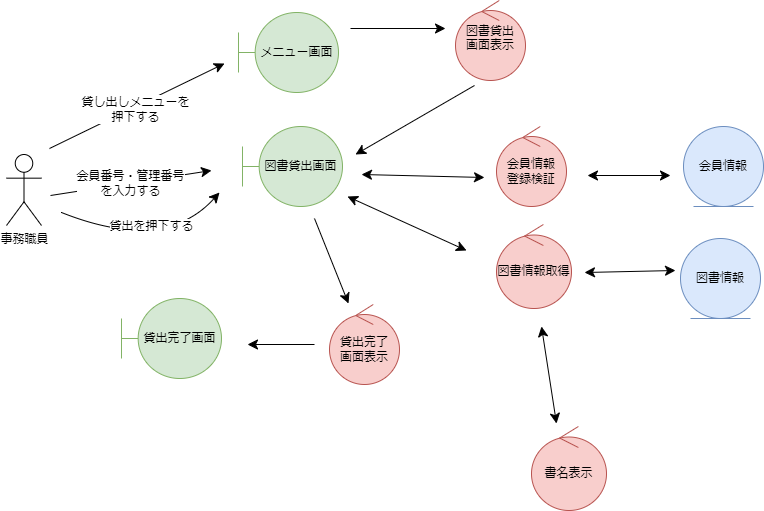 メニュー画面
図書貸出
画面表示
貸し出しメニューを
押下する
図書貸出画面
会員情報
登録検証
会員情報
会員番号・管理番号
を入力する
貸出を押下する
事務職員
図書情報取得
図書情報
貸出完了画面
貸出完了
画面表示
書名表示